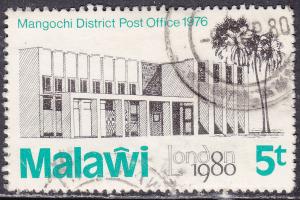 Mangochi District Post Office 1976
London
1980
Malaŵi 5t